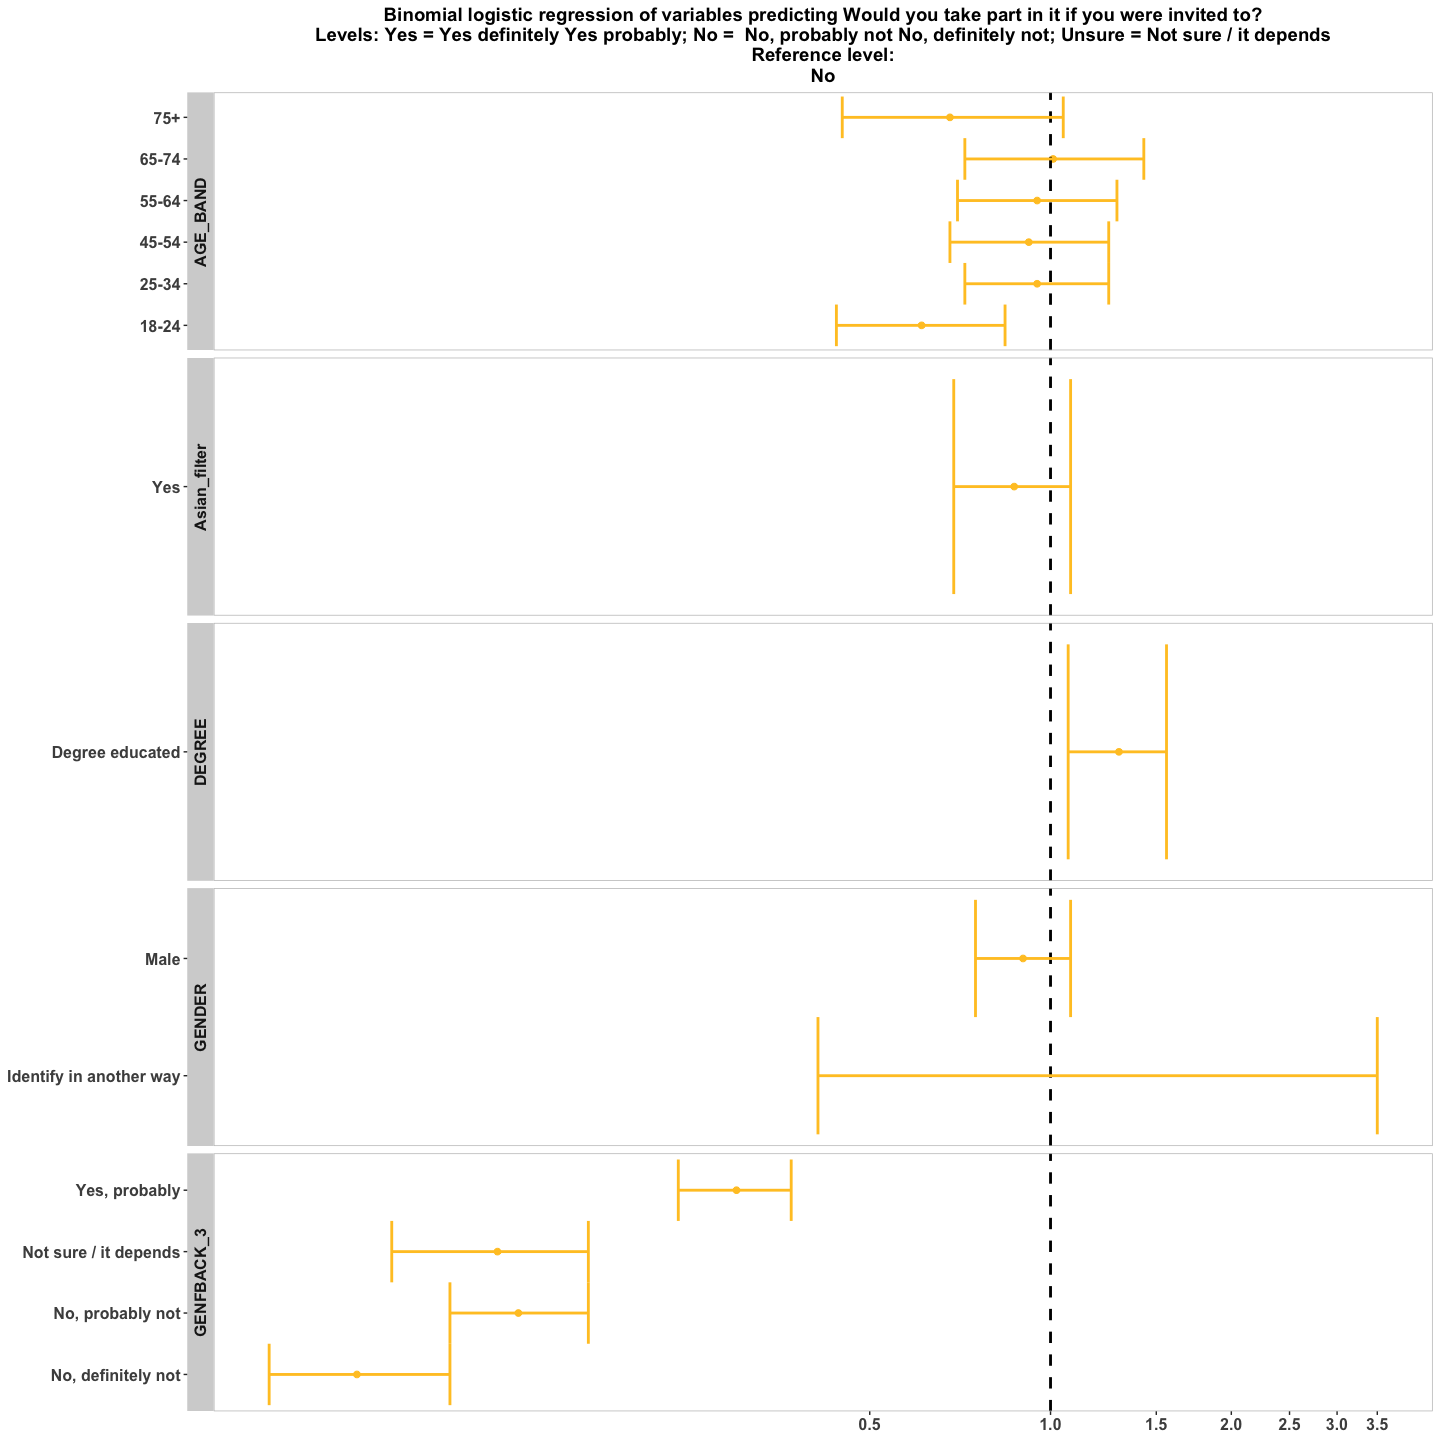 Binomial logistic regression of variables predicting Would you take part in it if you were invited to?
Levels: Yes = Yes definitely Yes probably; No =  No, probably not No, definitely not; Unsure = Not sure / it depends
Reference level:
No
AGE_BAND
75+
65-74
55-64
45-54
25-34
18-24
Asian_filter
Yes
DEGREE
Degree educated
GENDER
Male
Identify in another way
GENFBACK_3
Yes, probably
Not sure / it depends
No, probably not
No, definitely not
0.5 1.0 1.5 2.0 2.5 3.0 3.5